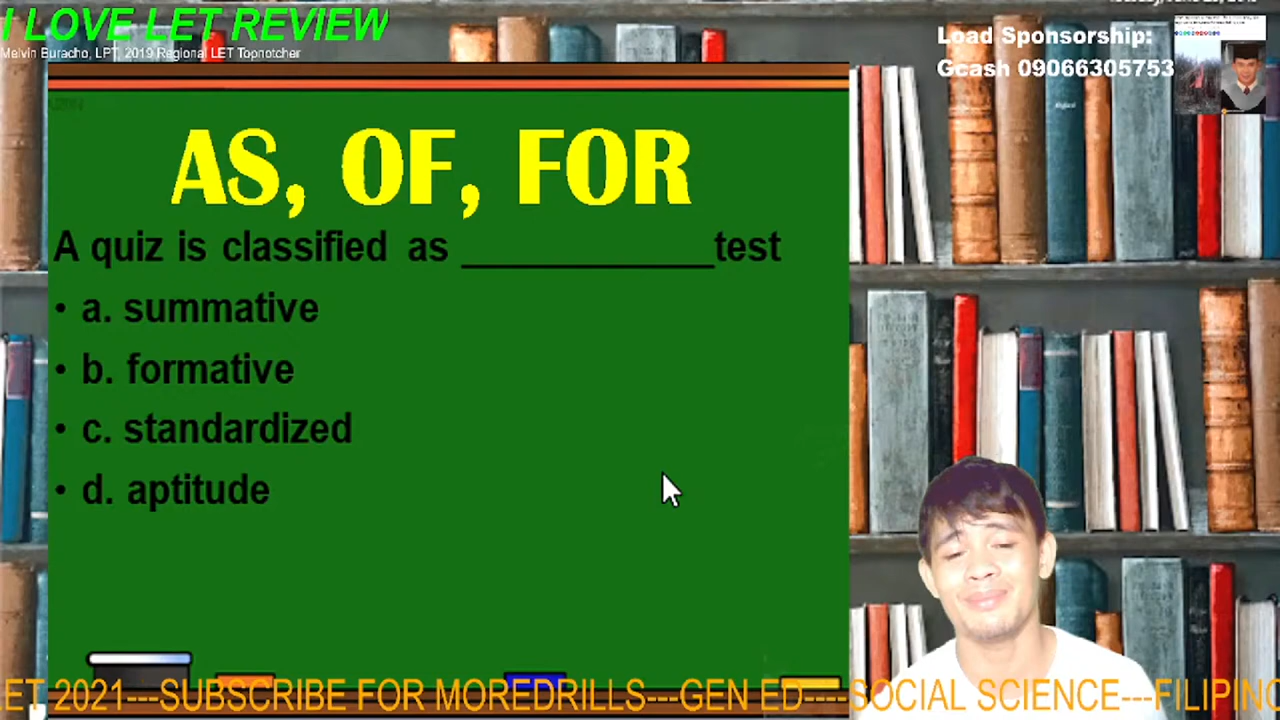 I LOVE LET REVIEW
Melvin Buracho, LPT, 2019 Regional LET Topnotcher
Load Sponsorship:
Gcash 09066305753
AS, OF, FOR
A quiz is classified as ____________test
• a. summative
• b. formative
• c. standardized
• d. aptitude
ET 2021---SUBSCRIBE FOR MOREDRILLS---GEN ED----SOCIAL SCIENCE---FILIPINO